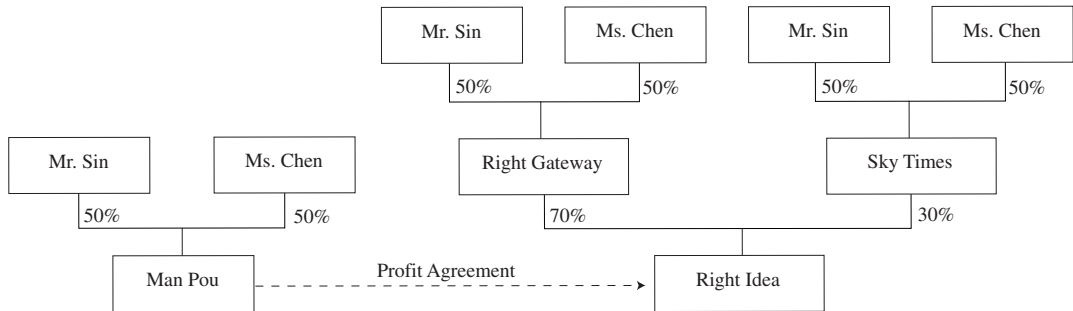 Mr. Sin
Ms. Chen
Mr. Sin
Ms. Chen
50%
50%
50%
50%
Mr. Sin
Ms. Chen
Right Gateway
Sky Times
50%
50%
70%
30%
Man Pou
Profit Agreement
Right Idea